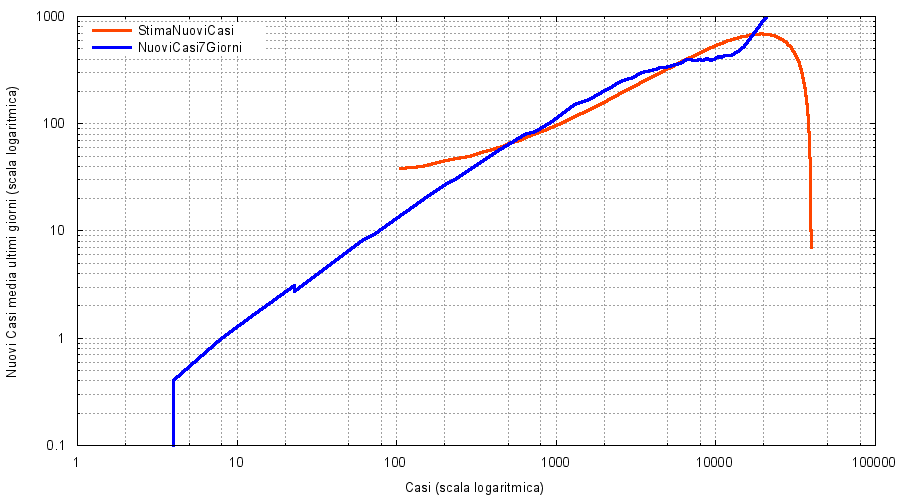 1000
StimaNuoviCasi
NuoviCasi7Giorni
100
10
1
0.1
Nuovi Casi media ultimi giorni (scala logaritmica)
1 10 100 1000 10000 100000
Casi (scala logaritmica)